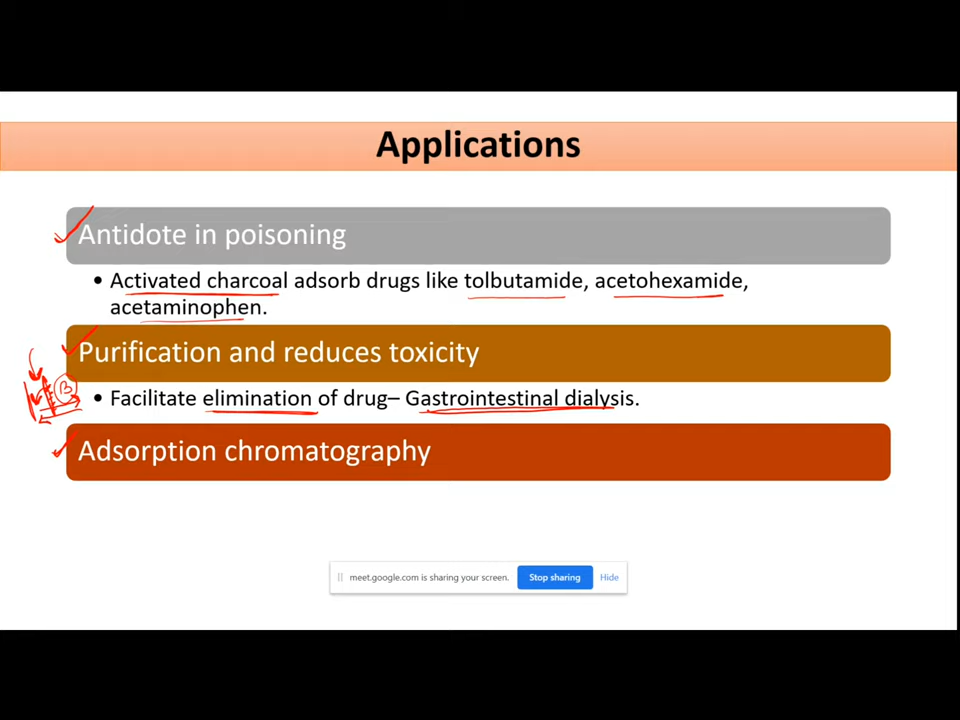 Applications
Antidote in poisoning
• Activated charcoal adsorb drugs like tolbutamide, acetohexamide,
acetaminophen.
Purification and reduces toxicity
B
• Facilitate elimination of drug– Gastrointestinal dialysis.
Adsorption chromatography
meet.google.com is sharing your screen. Stop sharing Hide